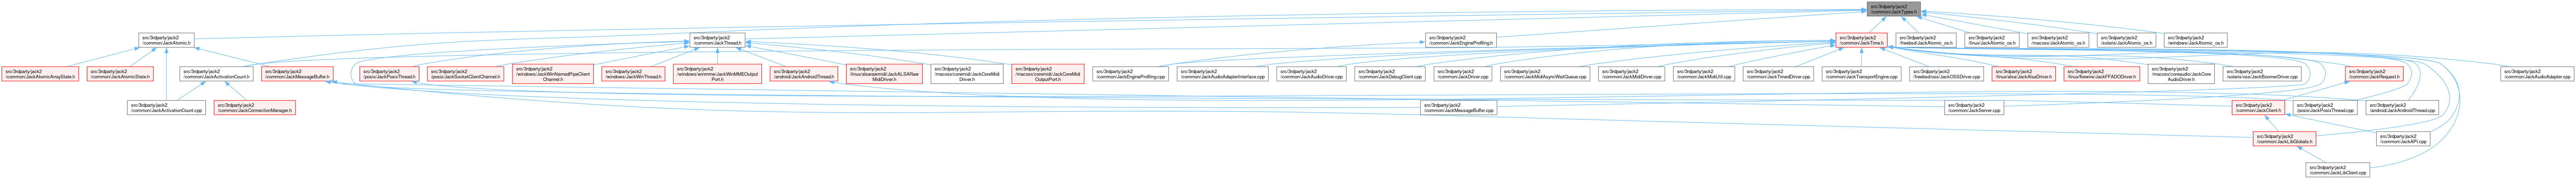 src/3rdparty/jack2
/common/JackTypes.h
src/3rdparty/jack2
/common/JackAtomic.h
src/3rdparty/jack2
/common/JackThread.h
src/3rdparty/jack2
/common/JackEngineProfiling.h
src/3rdparty/jack2
/common/JackTime.h
src/3rdparty/jack2
/freebsd/JackAtomic_os.h
src/3rdparty/jack2
/linux/JackAtomic_os.h
src/3rdparty/jack2
/macosx/JackAtomic_os.h
src/3rdparty/jack2
/solaris/JackAtomic_os.h
src/3rdparty/jack2
/windows/JackAtomic_os.h
src/3rdparty/jack2
/common/JackAtomicArrayState.h
src/3rdparty/jack2
/common/JackAtomicState.h
src/3rdparty/jack2
/common/JackActivationCount.h
src/3rdparty/jack2
/common/JackMessageBuffer.h
src/3rdparty/jack2
/posix/JackPosixThread.h
src/3rdparty/jack2
/posix/JackSocketClientChannel.h
src/3rdparty/jack2
/windows/JackWinNamedPipeClient
Channel.h
src/3rdparty/jack2
/windows/JackWinThread.h
src/3rdparty/jack2
/windows/winmme/JackWinMMEOutput
Port.h
src/3rdparty/jack2
/android/JackAndroidThread.h
src/3rdparty/jack2
/linux/alsarawmidi/JackALSARaw
MidiDriver.h
src/3rdparty/jack2
/macosx/coremidi/JackCoreMidi
Driver.h
src/3rdparty/jack2
/macosx/coremidi/JackCoreMidi
OutputPort.h
src/3rdparty/jack2
/common/JackEngineProfiling.cpp
src/3rdparty/jack2
/common/JackAudioAdapterInterface.cpp
src/3rdparty/jack2
/common/JackAudioDriver.cpp
src/3rdparty/jack2
/common/JackDebugClient.cpp
src/3rdparty/jack2
/common/JackDriver.cpp
src/3rdparty/jack2
/common/JackMidiAsyncWaitQueue.cpp
src/3rdparty/jack2
/common/JackMidiDriver.cpp
src/3rdparty/jack2
/common/JackMidiUtil.cpp
src/3rdparty/jack2
/common/JackTimedDriver.cpp
src/3rdparty/jack2
/common/JackTransportEngine.cpp
src/3rdparty/jack2
/freebsd/oss/JackOSSDriver.cpp
src/3rdparty/jack2
/linux/alsa/JackAlsaDriver.h
src/3rdparty/jack2
/linux/firewire/JackFFADODriver.h
src/3rdparty/jack2
/macosx/coreaudio/JackCore
AudioDriver.h
src/3rdparty/jack2
/solaris/oss/JackBoomerDriver.cpp
src/3rdparty/jack2
/common/JackRequest.h
src/3rdparty/jack2
/common/JackAudioAdapter.cpp
src/3rdparty/jack2
/common/JackActivationCount.cpp
src/3rdparty/jack2
/common/JackConnectionManager.h
src/3rdparty/jack2
/common/JackMessageBuffer.cpp
src/3rdparty/jack2
/common/JackServer.cpp
src/3rdparty/jack2
/common/JackClient.h
src/3rdparty/jack2
/posix/JackPosixThread.cpp
src/3rdparty/jack2
/android/JackAndroidThread.cpp
src/3rdparty/jack2
/common/JackLibGlobals.h
src/3rdparty/jack2
/common/JackAPI.cpp
src/3rdparty/jack2
/common/JackLibClient.cpp